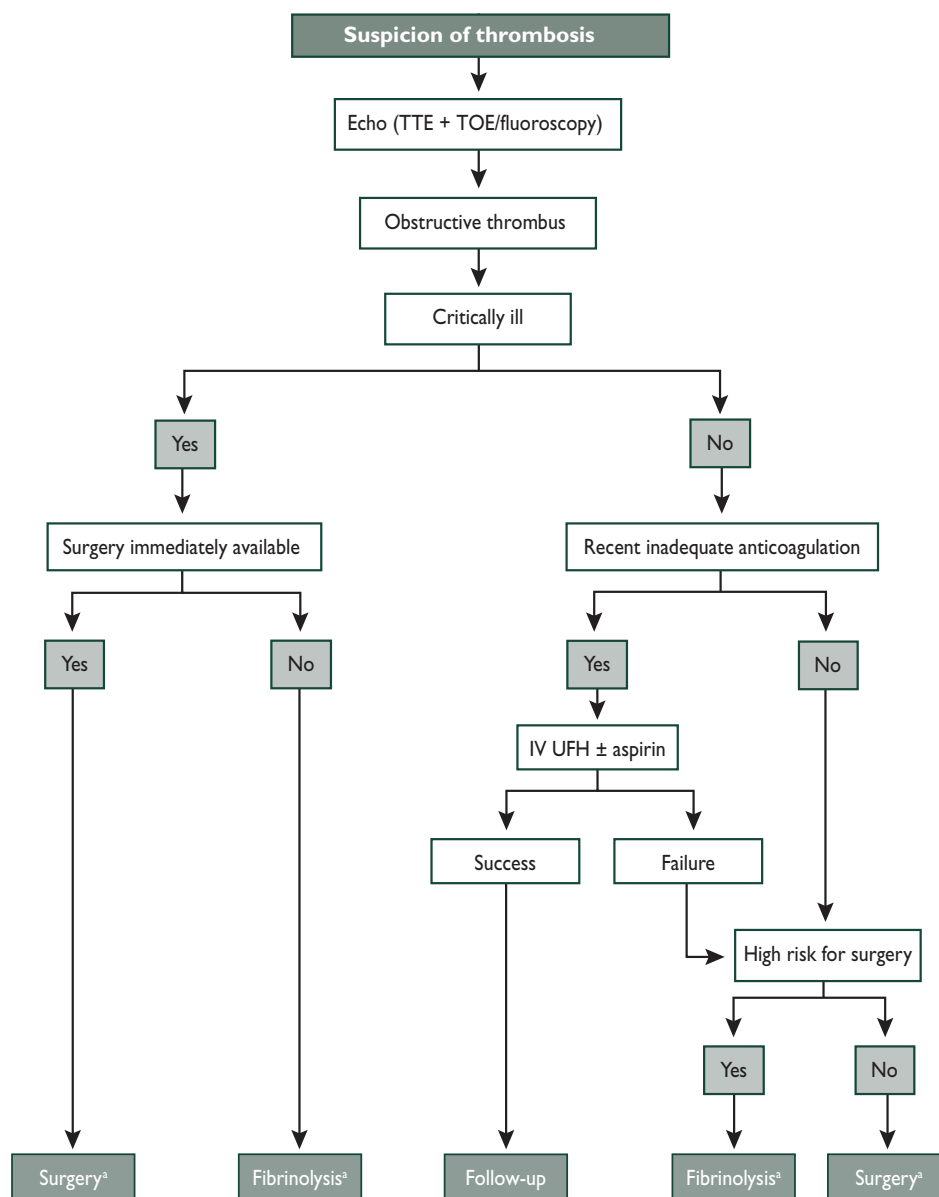 Suspicion of thrombosis
Echo (TTE + TOE/fluoroscopy)
Obstructive thrombus
Critically ill
Yes
No
Surgery immediately available
Recent inadequate anticoagulation
Yes
No
Yes
No
IV UFH ± aspirin
Success
Failure
High risk for surgery
Yes
No
Surgeryᵃ
Fibrinolysisᵃ
Follow-up
Fibrinolysisᵃ
Surgeryᵃ